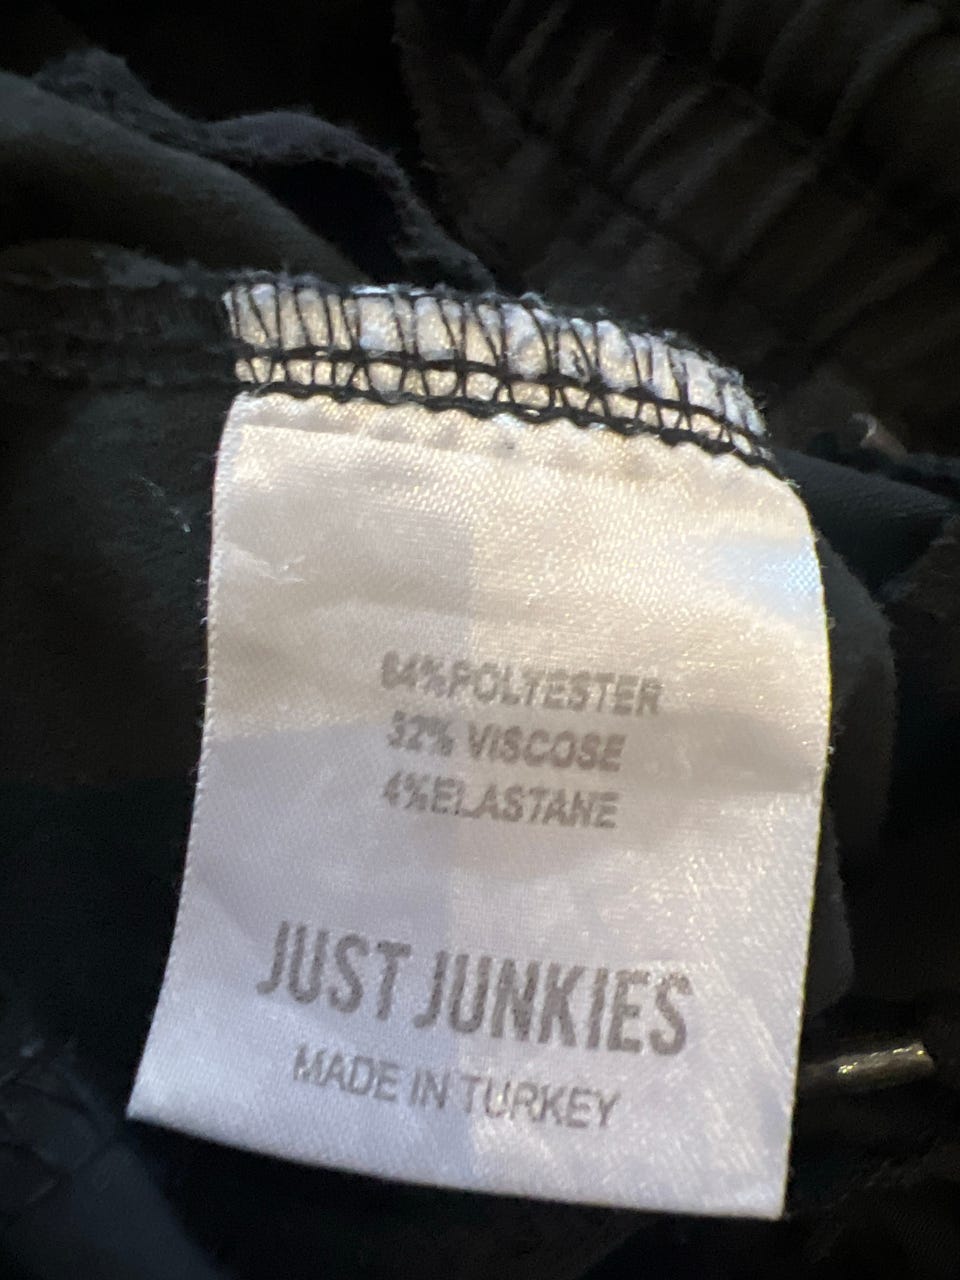 64%POLYESTER
32% VISCOSE
4%ELASTANE
JUST JUNKIES
MADE IN TURKEY